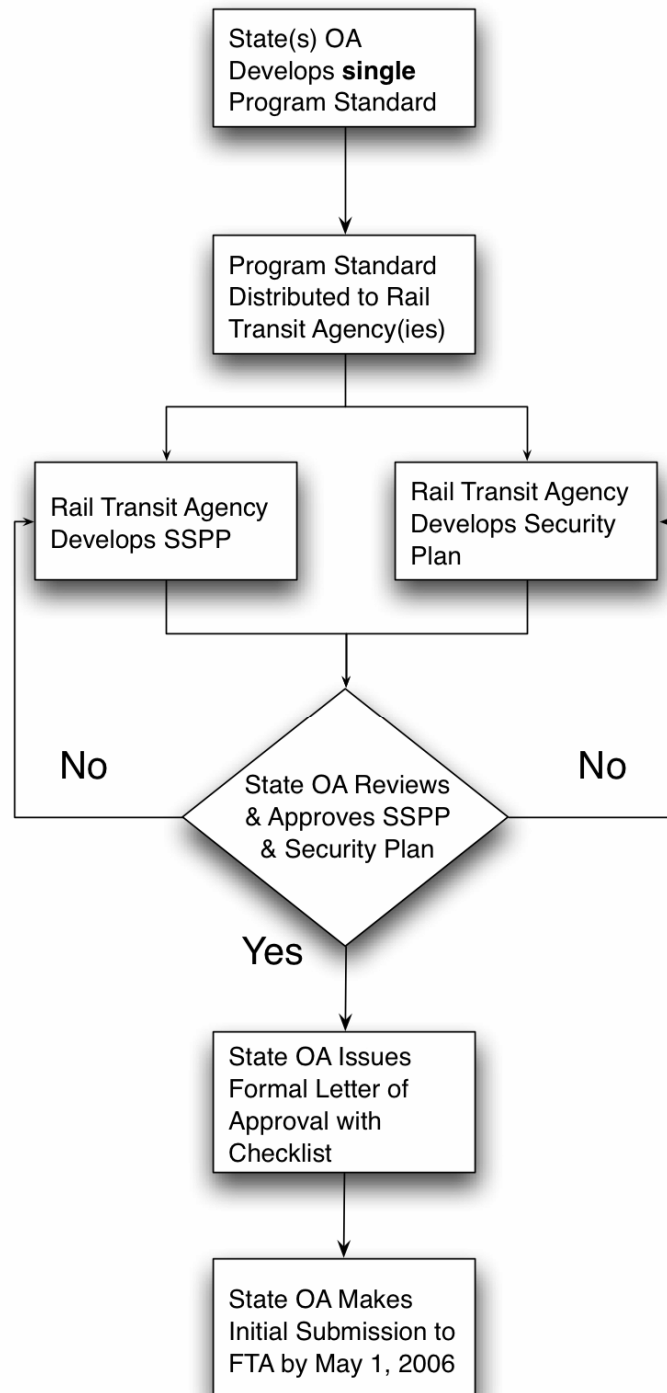 State(s) OA
Develops single
Program Standard
Program Standard
Distributed to Rail
Transit Agency(ies)
Rail Transit Agency
Develops SSPP
Rail Transit Agency
Develops Security
Plan
No
No
State OA Reviews
& Approves SSPP
& Security Plan
Yes
State OA Issues
Formal Letter of
Approval with
Checklist
State OA Makes
Initial Submission to
FTA by May 1, 2006